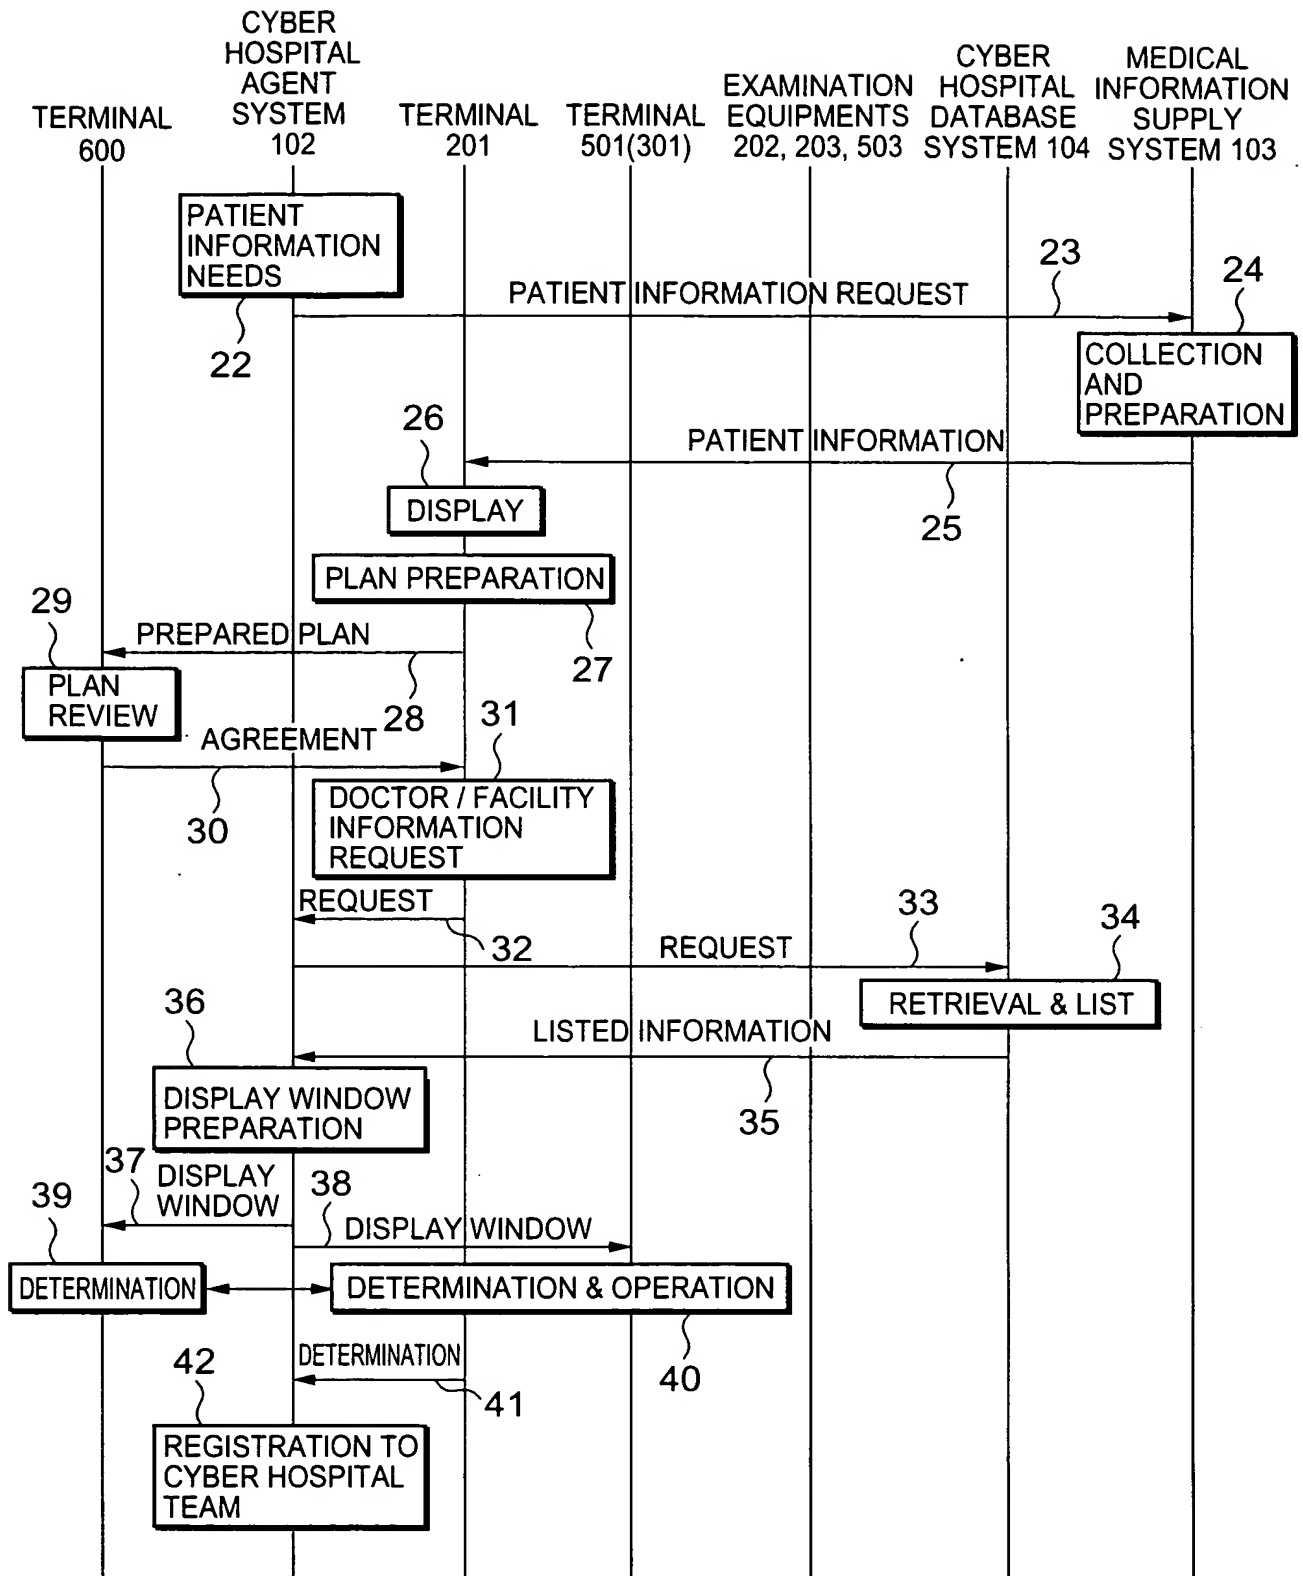 TERMINAL
600
CYBER
HOSPITAL
AGENT
SYSTEM
102
TERMINAL
201
TERMINAL
501(301)
EXAMINATION
EQUIPMENTS
202, 203, 503
CYBER
HOSPITAL
DATABASE
SYSTEM 104
MEDICAL
INFORMATION
SUPPLY
SYSTEM 103
PATIENT
INFORMATION
NEEDS
22
PATIENT INFORMATION REQUEST
23
24
COLLECTION
AND
PREPARATION
PATIENT INFORMATION
25
26
DISPLAY
PLAN PREPARATION
27
PREPARED PLAN
28
29
PLAN
REVIEW
AGREEMENT
30
31
DOCTOR / FACILITY
INFORMATION
REQUEST
REQUEST
32
REQUEST
33
34
RETRIEVAL & LIST
LISTED INFORMATION
35
36
DISPLAY WINDOW
PREPARATION
37
DISPLAY
WINDOW
38
DISPLAY WINDOW
39
DETERMINATION
DETERMINATION & OPERATION
40
DETERMINATION
41
42
REGISTRATION TO
CYBER HOSPITAL
TEAM